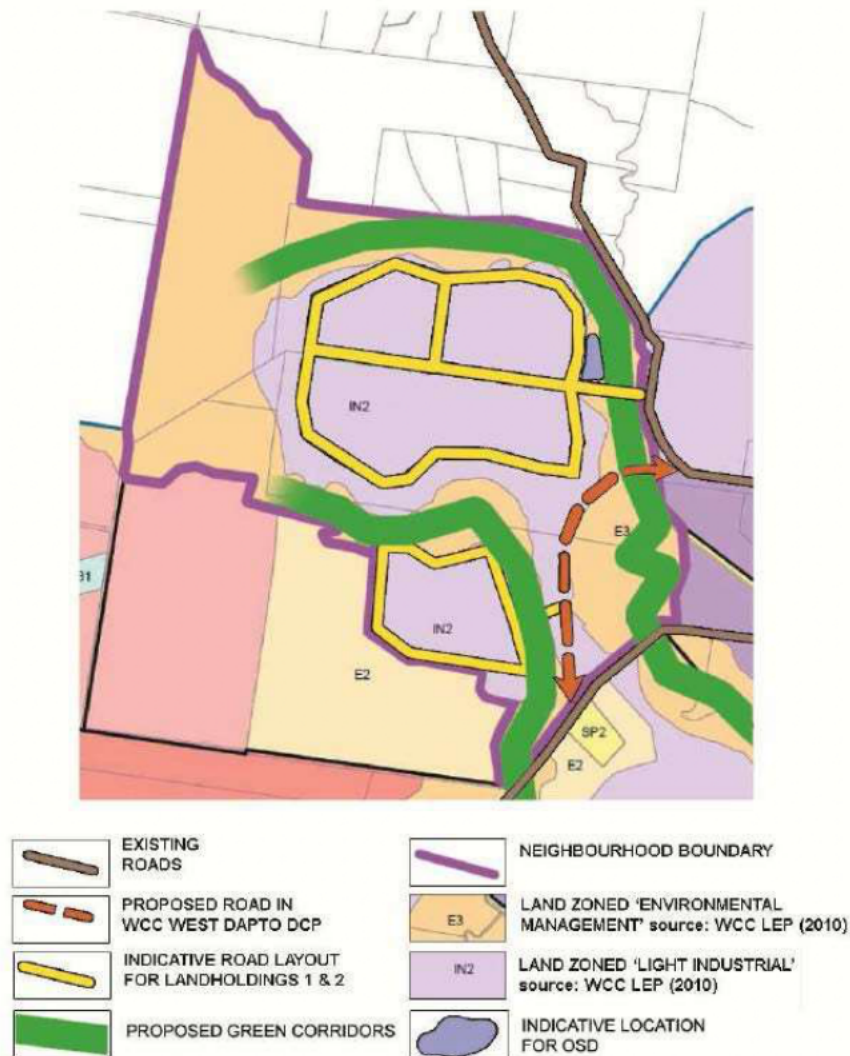 IN2
E3
31
IN2
E2
SP2
E2
EXISTING
ROADS
PROPOSED ROAD IN
WCC WEST DAPTO DCP
INDICATIVE ROAD LAYOUT
FOR LANDHOLDINGS 1 & 2
PROPOSED GREEN CORRIDORS
NEIGHBOURHOOD BOUNDARY
E3
LAND ZONED 'ENVIRONMENTAL
MANAGEMENT' source: WCC LEP (2010)
IN2
LAND ZONED 'LIGHT INDUSTRIAL'
source: WCC LEP (2010)
INDICATIVE LOCATION
FOR OSD